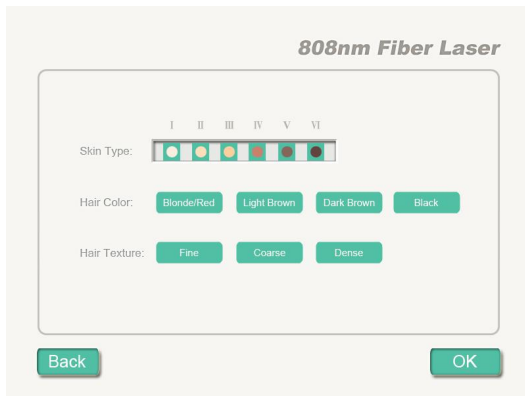 808nm Fiber Laser
I II III IV V VI
Skin Type:
Hair Color: Blonde/Red Light Brown Dark Brown Black
Hair Texture: Fine Coarse Dense
Back OK